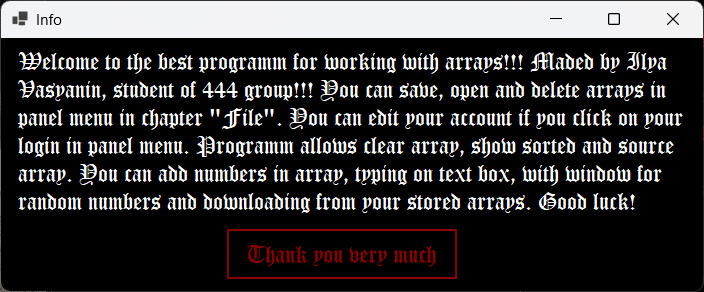 Info
Welcome to the best programm for working with arrays!!! Maded by Ilya
Vasyanin, student of 444 group!!! You can save, open and delete arrays in
panel menu in chapter "File". You can edit your account if you click on your
login in panel menu. Programm allows clear array, show sorted and source
array. You can add numbers in array, typing on text box, with window for
random numbers and downloading from your stored arrays. Good luck!
Thank you very much